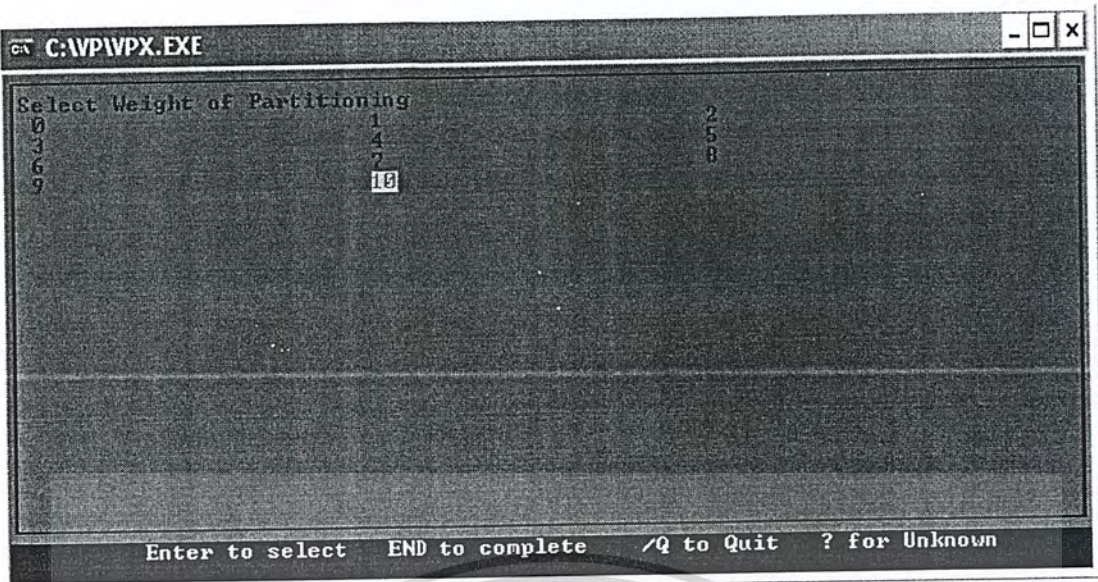 C:\VP\VPX.EXE
Select Weight of Partitioning
0 1 2
3 4 5
6 7 8
9 10
Enter to select END to complete /Q to Quit ? for Unknown